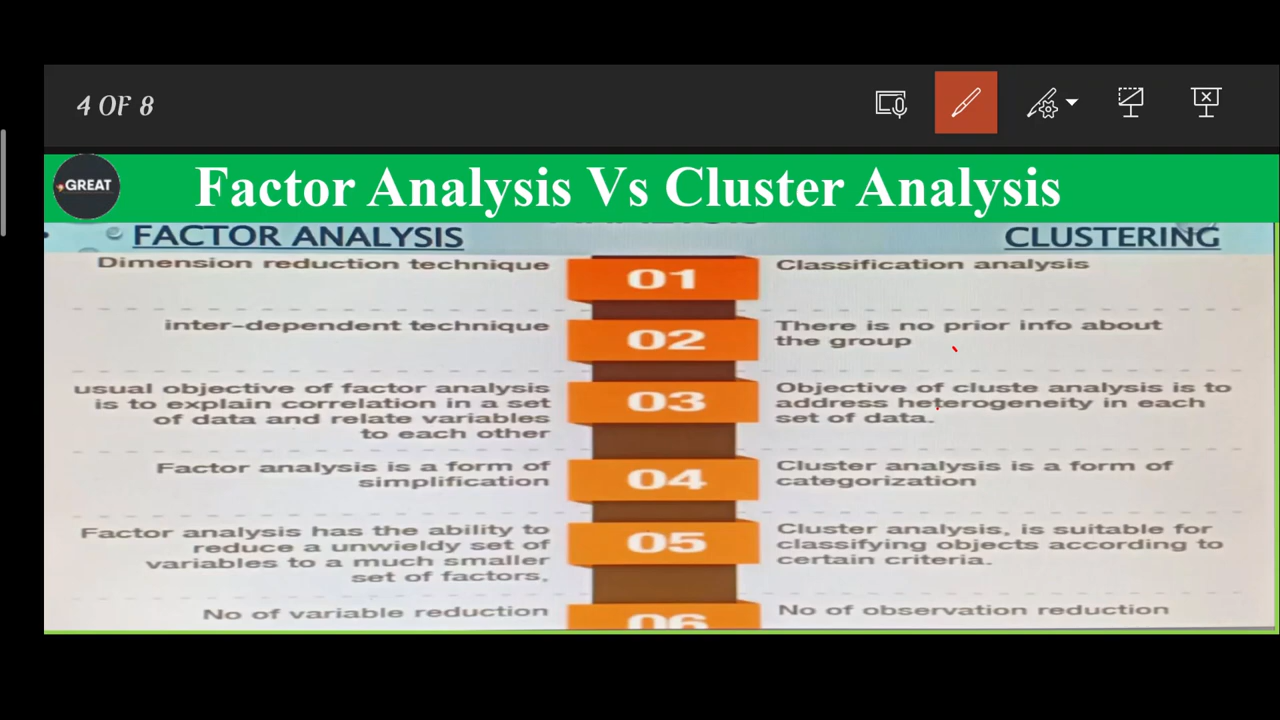 4 OF 8
GREAT
Factor Analysis Vs Cluster Analysis
FACTOR ANALYSIS
CLUSTERING
Dimension reduction technique
01
Classification analysis
inter-dependent technique
02
There is no prior info about
the group
usual objective of factor analysis
is to explain correlation in a set
of data and relate variables
to each other
03
Objective of cluste analysis is to
address heterogeneity in each
set of data.
Factor analysis is a form of
simplification
04
Cluster analysis is a form of
categorization
Factor analysis has the ability to
reduce a unwieldy set of
variables to a much smaller
set of factors.
05
Cluster analysis, is suitable for
classifying objects according to
certain criteria.
No of variable reduction
06
No of observation reduction